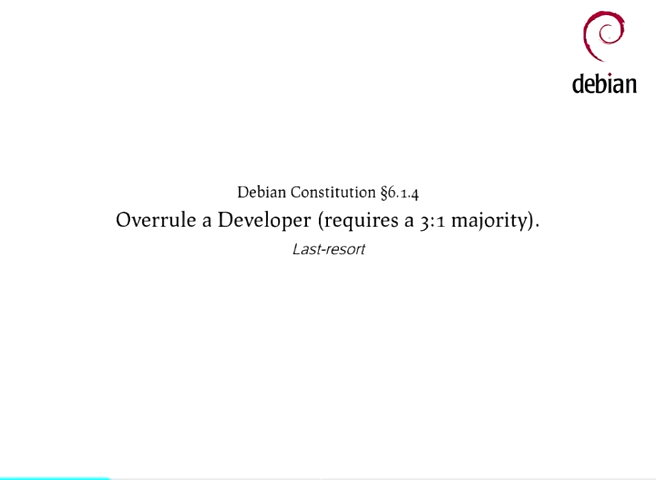 debian
Debian Constitution §6.1.4
Overrule a Developer (requires a 3:1 majority).
Last-resort